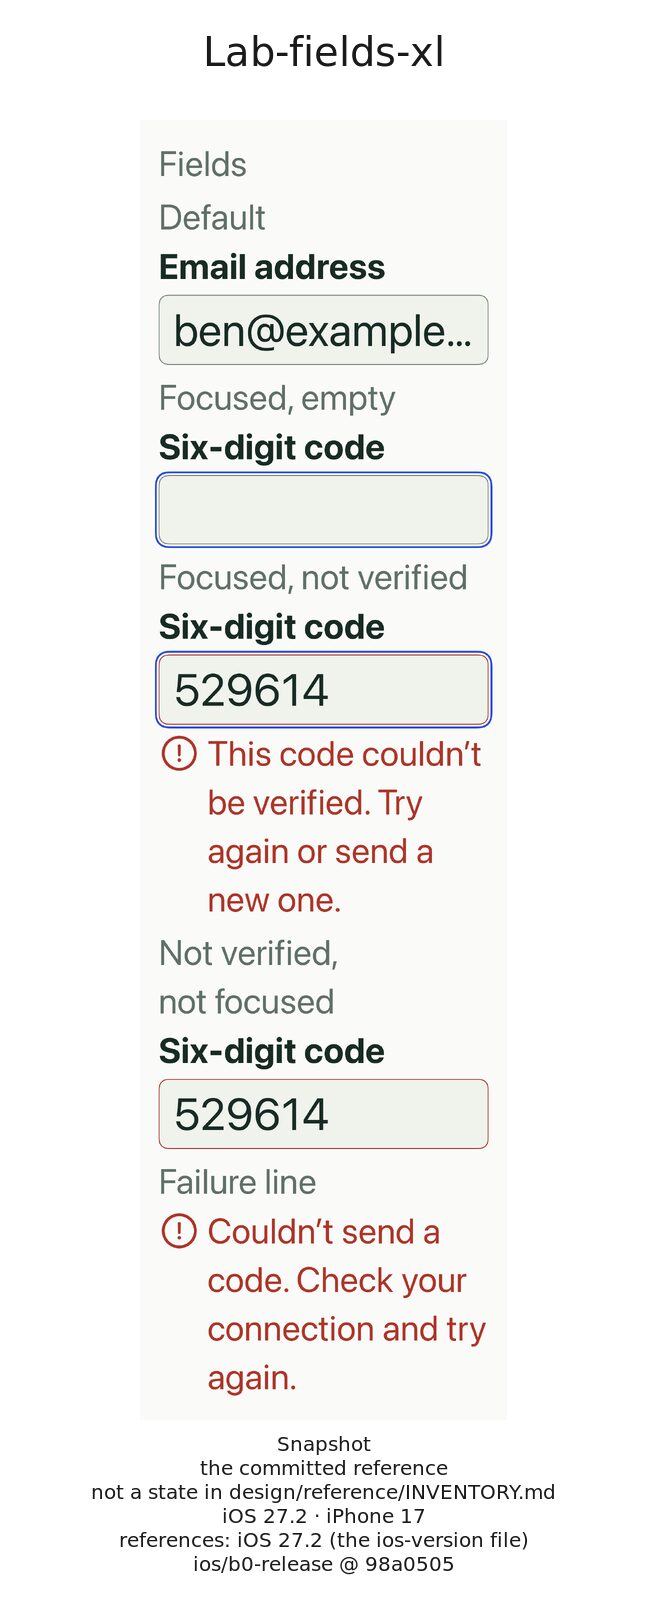 Lab-fields-xl
Fields
Default
Email address
ben@example…
Focused, empty
Six-digit code
Focused, not verified
Six-digit code
529614
This code couldn’t
be verified. Try
again or send a
new one.
Not verified,
not focused
Six-digit code
529614
Failure line
Couldn’t send a
code. Check your
connection and try
again.
Snapshot
the committed reference
not a state in design/reference/INVENTORY.md
iOS 27.2 · iPhone 17
references: iOS 27.2 (the ios-version file)
ios/b0-release @ 98a0505